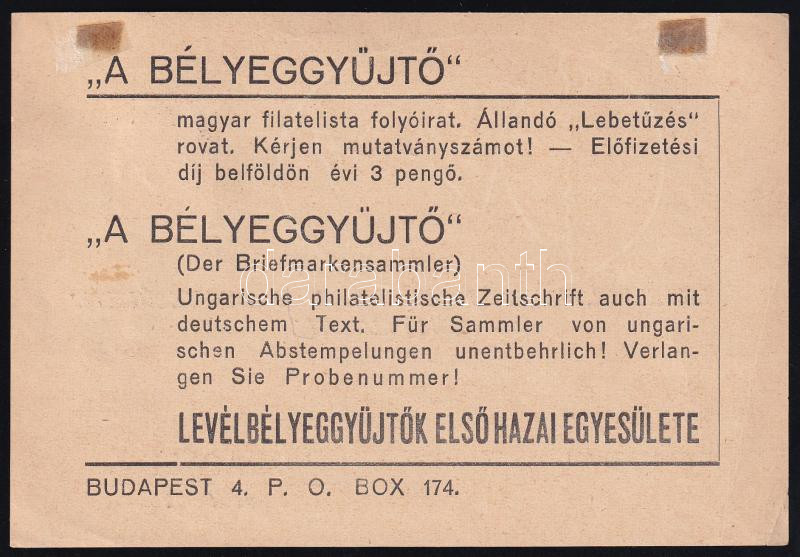 „A BÉLYEGGYÜJTŐ“
magyar filatelista folyóirat. Állandó „Lebetűzés“
rovat. Kérjen mutatványszámot! — Előfizetési
díj belföldön évi 3 pengő.
„A BÉLYEGGYÜJTŐ“
(Der Briefmarkensammler)
darabanth
Ungarische philatelistische Zeitschrift auch mit
deutschem Text. Für Sammler von ungari-
schen Abstempelungen unentbehrlich! Verlan-
gen Sie Probenummer!
LEVÉLBÉLYEGGYÜJTŐK ELSŐ HAZAI EGYESÜLETE
BUDAPEST 4. P. O. BOX 174.